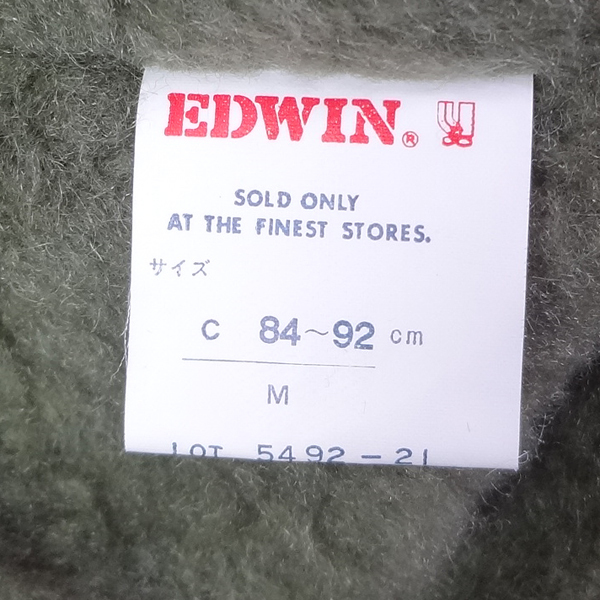 EDWIN®
SOLD ONLY
AT THE FINEST STORES.
サイズ
C 84~92 cm
M
LOT 5492-21